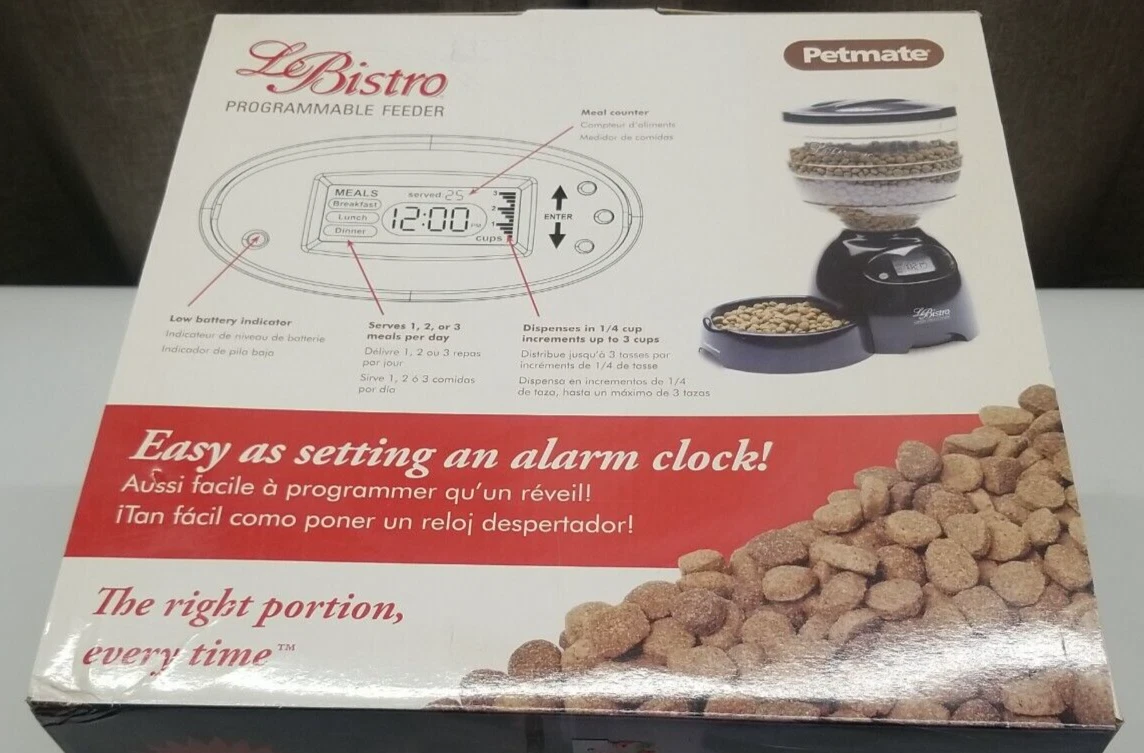 Le Bistro
PROGRAMMABLE FEEDER
Petmate
Meal counter
Compteur d'aliments
Medidor de comidas
MEALS
Breakfast
Lunch
Dinner
served 25
12:00 PM
3
2
1
cups
ENTER
Low battery indicator
Indicateur de niveau de batterie
Indicador de pila baja
Serves 1, 2, or 3
meals per day
Délivre 1, 2 ou 3 repas
par jour
Sirve 1, 2 ó 3 comidas
por día
Dispenses in 1/4 cup
increments up to 3 cups
Distribue jusqu'à 3 tasses par
incréments de 1/4 de tasse
Dispensa en incrementos de 1/4
de taza, hasta un máximo de 3 tazas
Le Bistro
Easy as setting an alarm clock!
Aussi facile à programmer qu'un réveil!
¡Tan fácil como poner un reloj despertador!
The right portion,
every time™